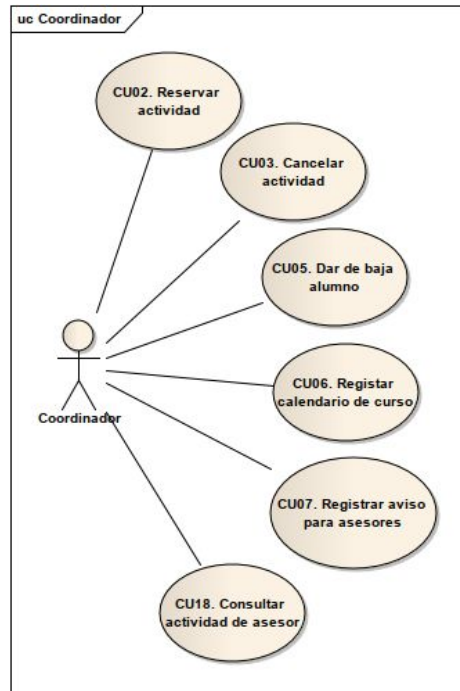 uc Coordinador
CU02. Reservar
actividad
CU03. Cancelar
actividad
CU05. Dar de baja
alumno
CU06. Registar
calendario de curso
Coordinador
CU07. Registrar aviso
para asesores
CU18. Consultar
actividad de asesor